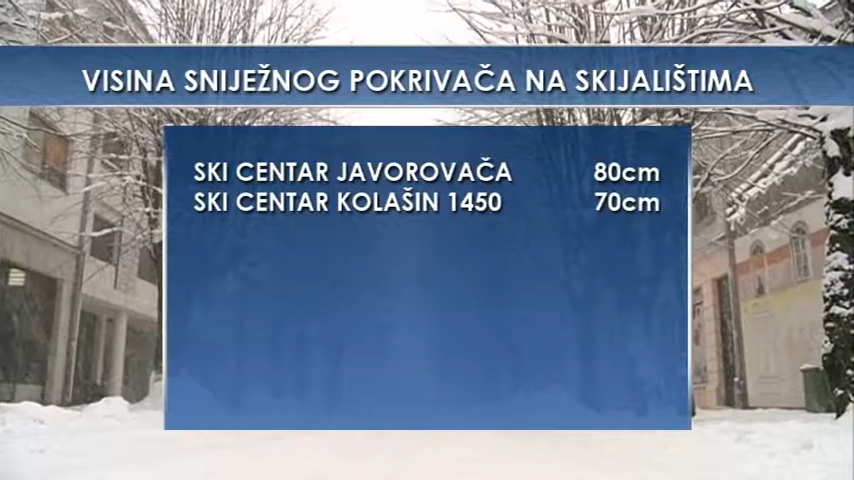 VISINA SNIJEŽNOG POKRIVAČA NA SKIJALIŠTIMA
SKI CENTAR JAVOROVAČA 80cm
SKI CENTAR KOLAŠIN 1450 70cm